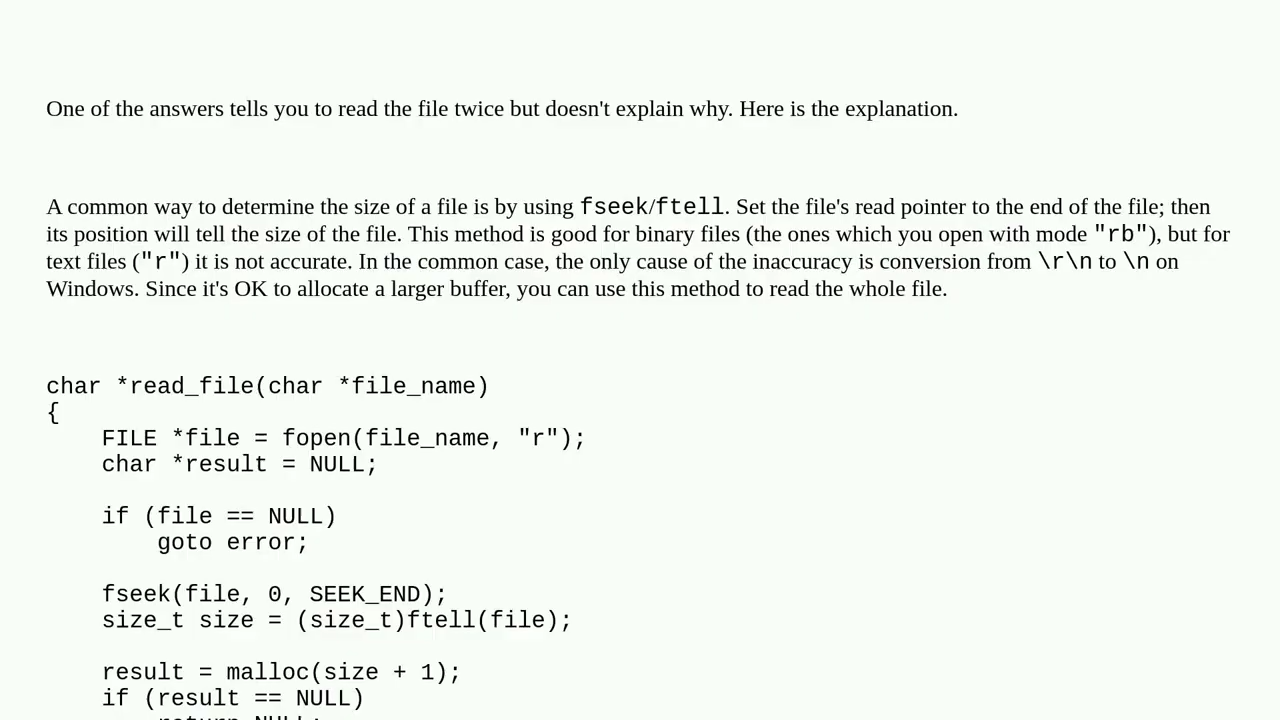 One of the answers tells you to read the file twice but doesn't explain why. Here is the explanation.
A common way to determine the size of a file is by using fseek/ftell. Set the file's read pointer to the end of the file; then
its position will tell the size of the file. This method is good for binary files (the ones which you open with mode "rb"), but for
text files ("r") it is not accurate. In the common case, the only cause of the inaccuracy is conversion from \r\n to \n on
Windows. Since it's OK to allocate a larger buffer, you can use this method to read the whole file.
char *read_file(char *file_name)
{
    FILE *file = fopen(file_name, "r");
    char *result = NULL;
    if (file == NULL)
        goto error;
    fseek(file, 0, SEEK_END);
    size_t size = (size_t)ftell(file);
    result = malloc(size + 1);
    if (result == NULL)
        return NULL;